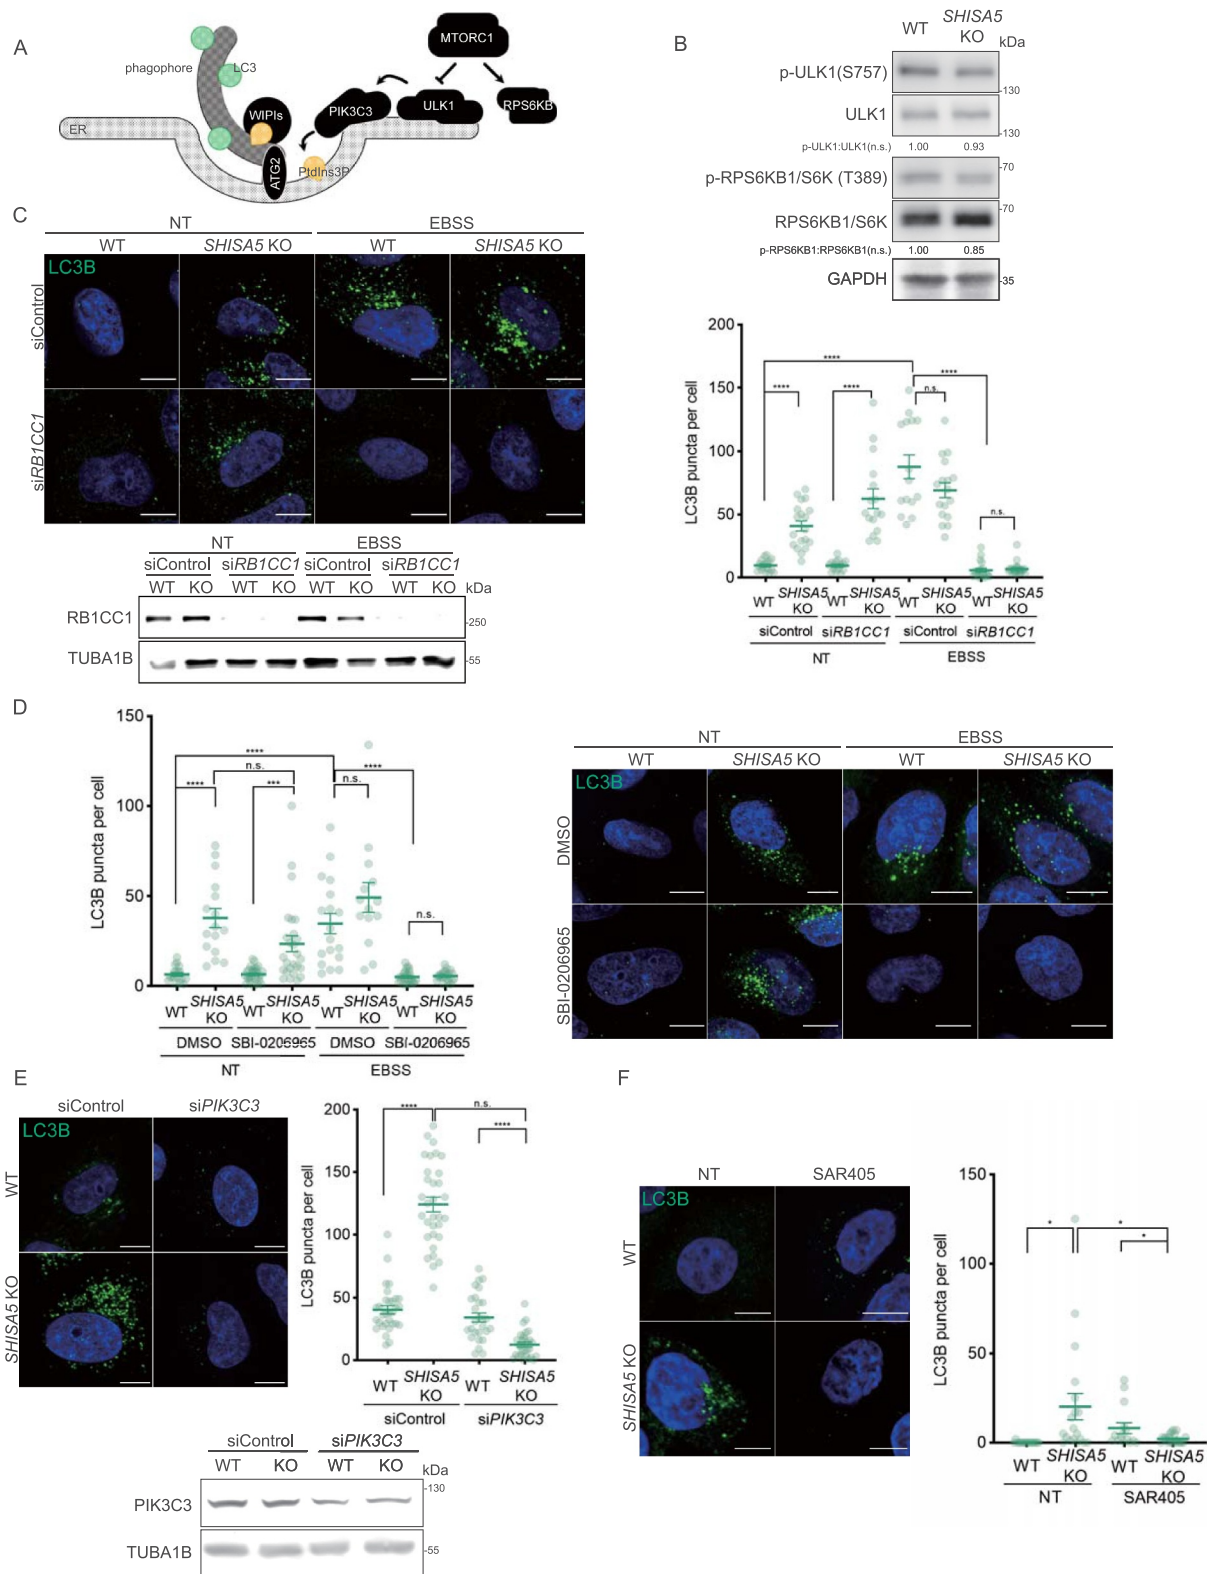 A
MTORC1
phagophore
LC3
WIPIs
PIK3C3
ULK1
RPS6KB
ER
ATG2
PtdIns3P
B
WT
SHISA5
KO
kDa
p-ULK1(S757)
-130
ULK1
-130
p-ULK1:ULK1(n.s.) 1.00 0.93
-70
p-RPS6KB1/S6K (T389)
-70
RPS6KB1/S6K
p-RPS6KB1:RPS6KB1(n.s.) 1.00 0.85
GAPDH
-35
C
NT EBSS
WT SHISA5 KO WT SHISA5 KO
LC3B
siControl
siRB1CC1
NT EBSS
siControl siRB1CC1 siControl siRB1CC1
WT KO WT KO WT KO WT KO
kDa
RB1CC1
-250
TUBA1B
-55
LC3B puncta per cell
200
150
100
50
0
****
****
****
****
n.s.
n.s.
WT SHISA5 KO WT SHISA5 KO WT SHISA5 KO WT SHISA5 KO
siControl siRB1CC1 siControl siRB1CC1
NT EBSS
D
LC3B puncta per cell
150
100
50
0
****
n.s.
****
****
***
n.s.
n.s.
WT SHISA5 KO WT SHISA5 KO WT SHISA5 KO WT SHISA5 KO
DMSO SBI-0206965 DMSO SBI-0206965
NT EBSS
NT EBSS
WT SHISA5 KO WT SHISA5 KO
LC3B
DMSO
SBI-0206965
E
siControl siPIK3C3
LC3B
WT
SHISA5 KO
LC3B puncta per cell
200
150
100
50
0
****
n.s.
****
WT SHISA5 KO WT SHISA5 KO
siControl siPIK3C3
siControl siPIK3C3
WT KO WT KO
kDa
-130
PIK3C3
TUBA1B
-55
F
NT SAR405
LC3B
WT
SHISA5 KO
LC3B puncta per cell
150
100
50
0
*
*
*
WT SHISA5 KO WT SHISA5 KO
NT SAR405